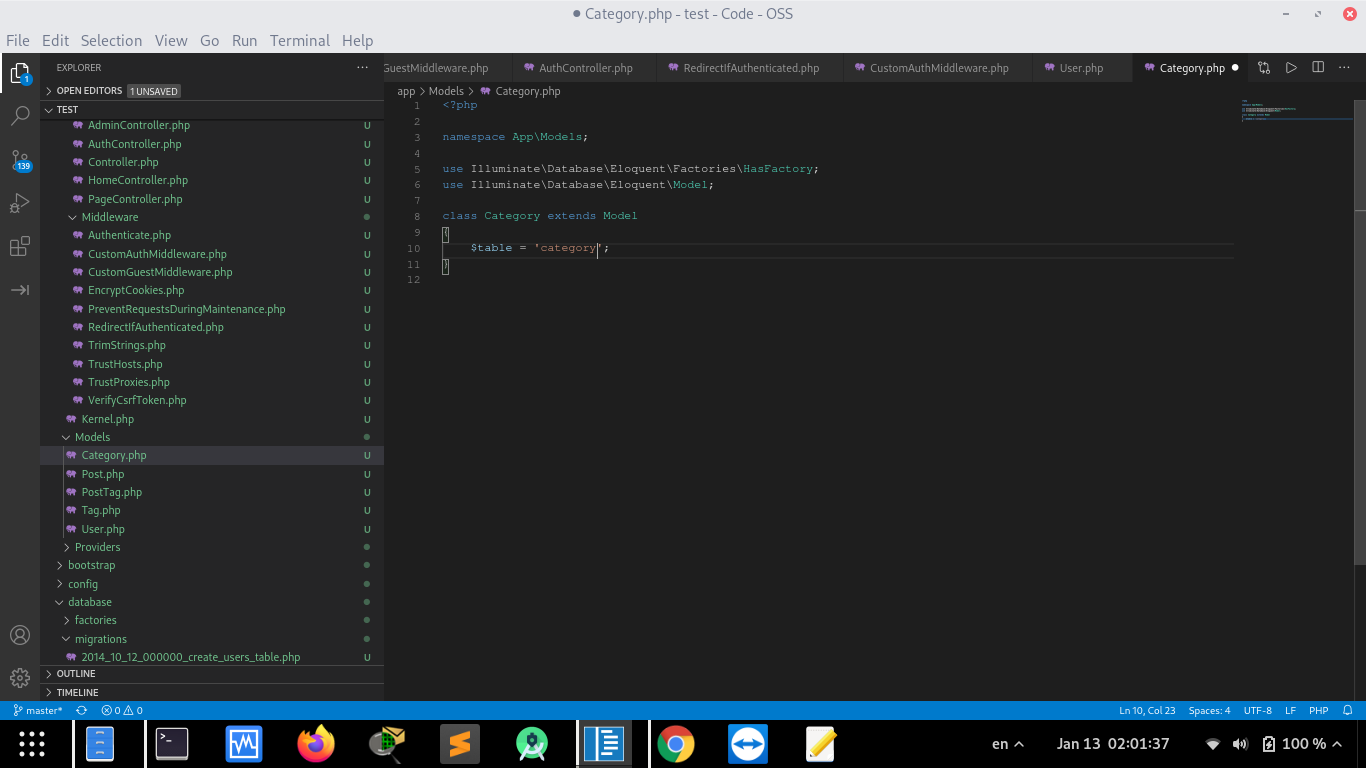 Category.php - test - Code - OSS
File Edit Selection View Go Run Terminal Help
EXPLORER
OPEN EDITORS 1 UNSAVED
TEST
AdminController.php U
AuthController.php U
Controller.php U
HomeController.php U
PageController.php U
Middleware
Authenticate.php U
CustomAuthMiddleware.php U
CustomGuestMiddleware.php U
EncryptCookies.php U
PreventRequestsDuringMaintenance.php U
RedirectIfAuthenticated.php U
TrimStrings.php U
TrustHosts.php U
TrustProxies.php U
VerifyCsrfToken.php U
Kernel.php U
Models
Category.php U
Post.php U
PostTag.php U
Tag.php U
User.php U
Providers
bootstrap
config
database
factories
migrations
2014_10_12_000000_create_users_table.php U
OUTLINE
TIMELINE
1
139
GuestMiddleware.php AuthController.php RedirectIfAuthenticated.php CustomAuthMiddleware.php User.php Category.php
app > Models > Category.php
1 <?php
2
3 namespace App\Models;
4
5 use Illuminate\Database\Eloquent\Factories\HasFactory;
6 use Illuminate\Database\Eloquent\Model;
7
8 class Category extends Model
9 {
10 $table = 'category';
11 }
12
master* 0 0 Ln 10, Col 23 Spaces: 4 UTF-8 LF PHP
en Jan 13 02:01:37 100 %